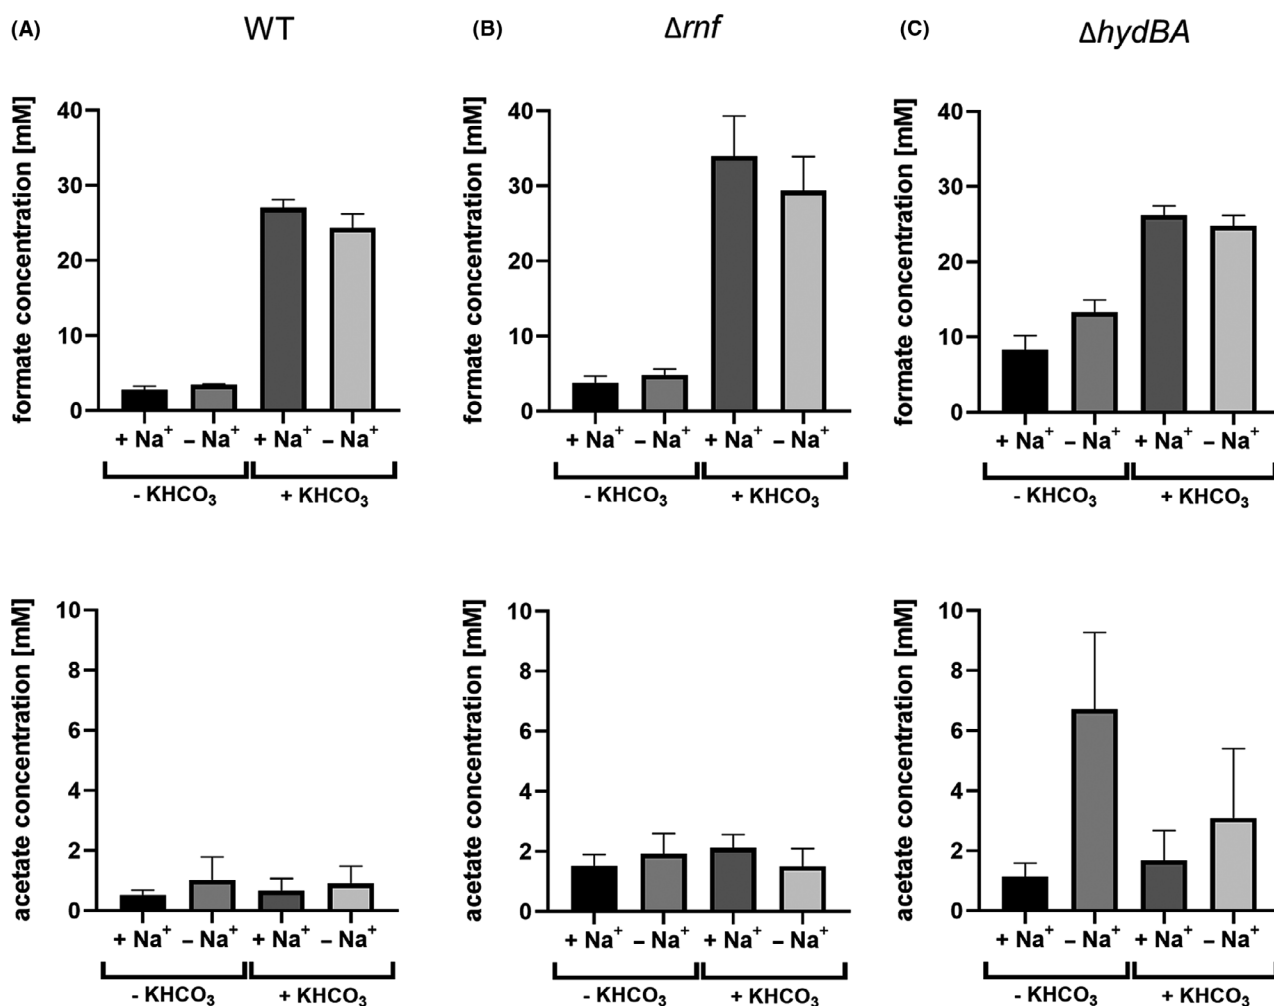 (A) WT
formate concentration [mM]
40
30
20
10
0
+ Na⁺ – Na⁺ + Na⁺ – Na⁺
- KHCO₃ + KHCO₃
(B) Δrnf
formate concentration [mM]
40
30
20
10
0
+ Na⁺ – Na⁺ + Na⁺ – Na⁺
- KHCO₃ + KHCO₃
(C) ΔhydBA
formate concentration [mM]
40
30
20
10
0
+ Na⁺ – Na⁺ + Na⁺ – Na⁺
- KHCO₃ + KHCO₃
acetate concentration [mM]
10
8
6
4
2
0
+ Na⁺ – Na⁺ + Na⁺ – Na⁺
- KHCO₃ + KHCO₃
acetate concentration [mM]
10
8
6
4
2
0
+ Na⁺ – Na⁺ + Na⁺ – Na⁺
- KHCO₃ + KHCO₃
acetate concentration [mM]
10
8
6
4
2
0
+ Na⁺ – Na⁺ + Na⁺ – Na⁺
- KHCO₃ + KHCO₃